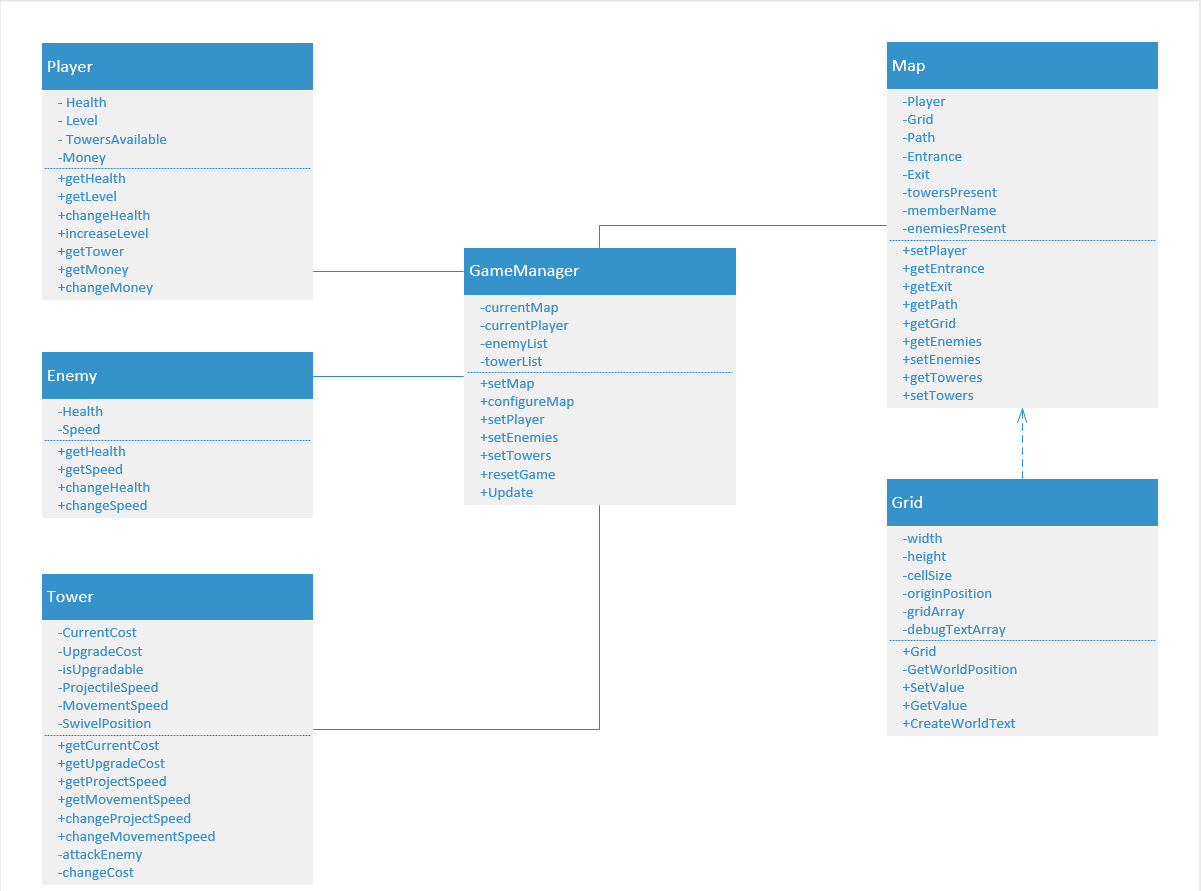 Player
- Health
- Level
- TowersAvailable
-Money
+getHealth
+getLevel
+changeHealth
+increaseLevel
+getTower
+getMoney
+changeMoney
Enemy
-Health
-Speed
+getHealth
+getSpeed
+changeHealth
+changeSpeed
Tower
-CurrentCost
-UpgradeCost
-isUpgradable
-ProjectileSpeed
-MovementSpeed
-SwivelPosition
+getCurrentCost
+getUpgradeCost
+getProjectSpeed
+getMovementSpeed
+changeProjectSpeed
+changeMovementSpeed
-attackEnemy
-changeCost
GameManager
-currentMap
-currentPlayer
-enemyList
-towerList
+setMap
+configureMap
+setPlayer
+setEnemies
+setTowers
+resetGame
+Update
Map
-Player
-Grid
-Path
-Entrance
-Exit
-towersPresent
-memberName
-enemiesPresent
+setPlayer
+getEntrance
+getExit
+getPath
+getGrid
+getEnemies
+setEnemies
+getToweres
+setTowers
Grid
-width
-height
-cellSize
-originPosition
-gridArray
-debugTextArray
+Grid
-GetWorldPosition
+SetValue
+GetValue
+CreateWorldText